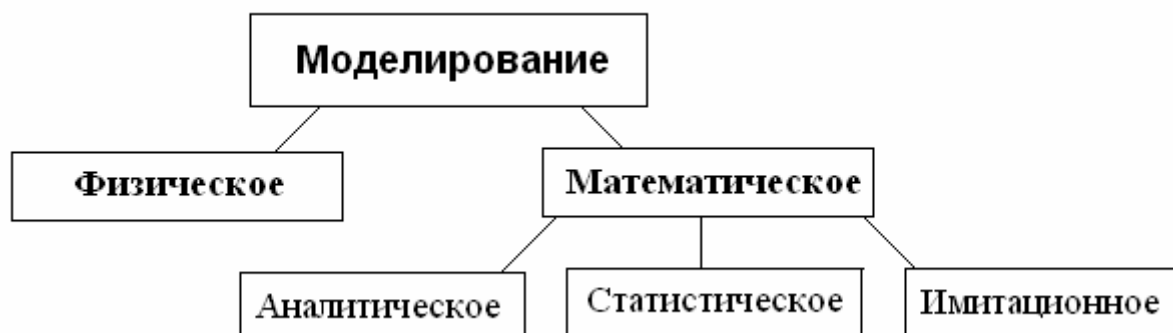 Моделирование
Физическое
Математическое
Аналитическое
Статистическое
Имитационное